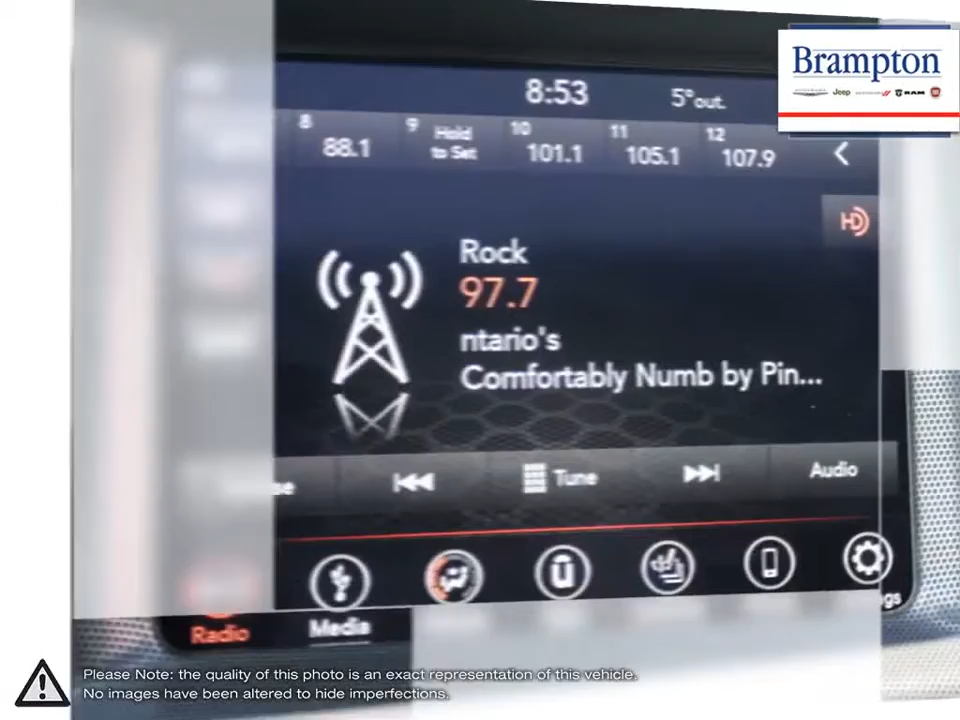 Brampton
Jeep
RAM
8:53
5°out.
8
88.1
9
Hold
to Set
10
101.1
11
105.1
12
107.9
HD
Rock
97.7
ntario's
Comfortably Numb by Pin...
se
Tune
Audio
Radio
Media
gs
Please Note: the quality of this photo is an exact representation of this vehicle.
No images have been altered to hide imperfections.